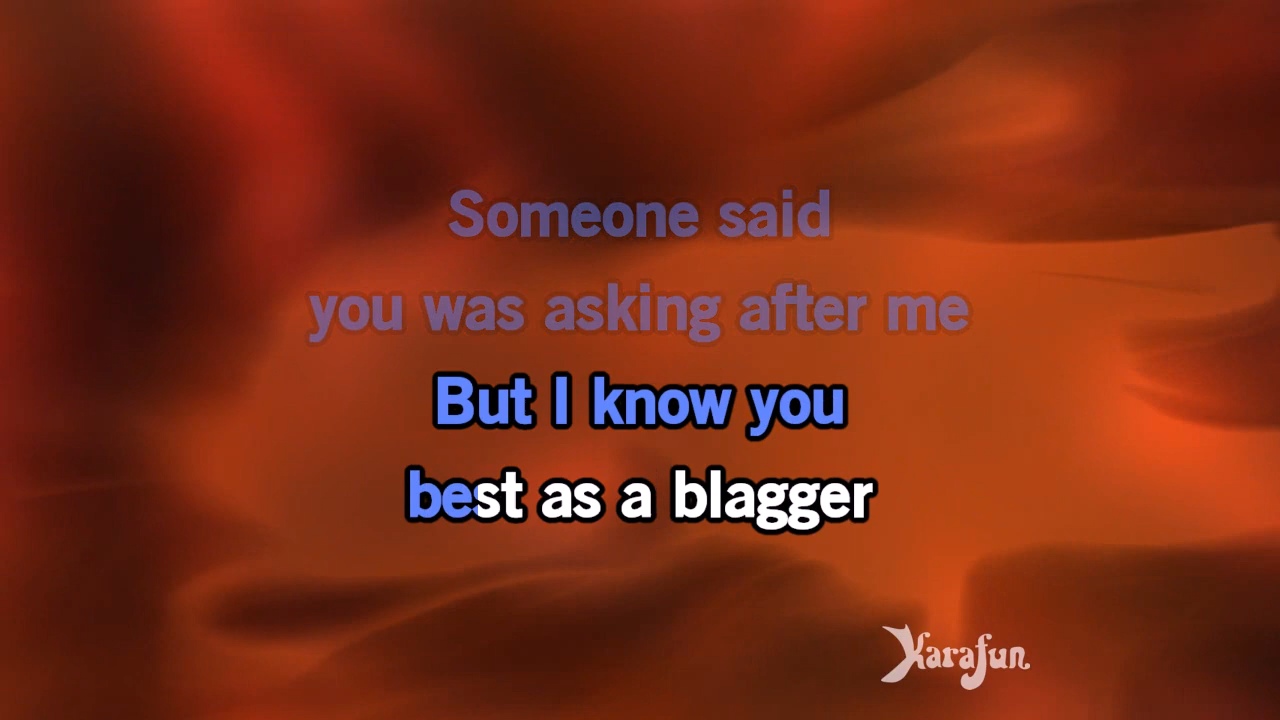 Someone said
you was asking after me
But I know you
best as a blagger
Karafun